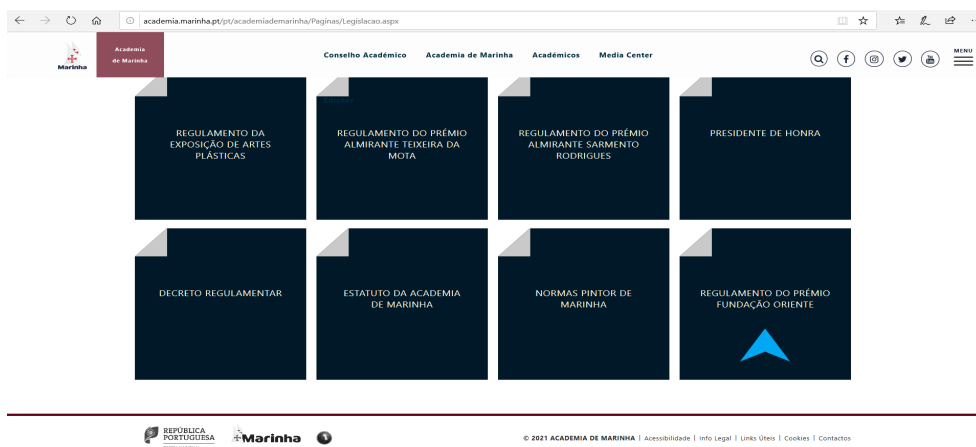 academia.marinha.pt/pt/academiademarinha/Paginas/Legislacao.aspx
Marinha
Academia
de Marinha
Conselho Académico Academia de Marinha Académicos Media Center
MENU
REGULAMENTO DA
EXPOSIÇÃO DE ARTES
PLÁSTICAS
REGULAMENTO DO PRÉMIO
ALMIRANTE TEIXEIRA DA
MOTA
REGULAMENTO DO PRÉMIO
ALMIRANTE SARMENTO
RODRIGUES
PRESIDENTE DE HONRA
DECRETO REGULAMENTAR
ESTATUTO DA ACADEMIA
DE MARINHA
NORMAS PINTOR DE
MARINHA
REGULAMENTO DO PRÉMIO
FUNDAÇÃO ORIENTE
REPÚBLICA
PORTUGUESA
Marinha
© 2021 ACADEMIA DE MARINHA | Acessibilidade | Info Legal | Links Úteis | Cookies | Contactos